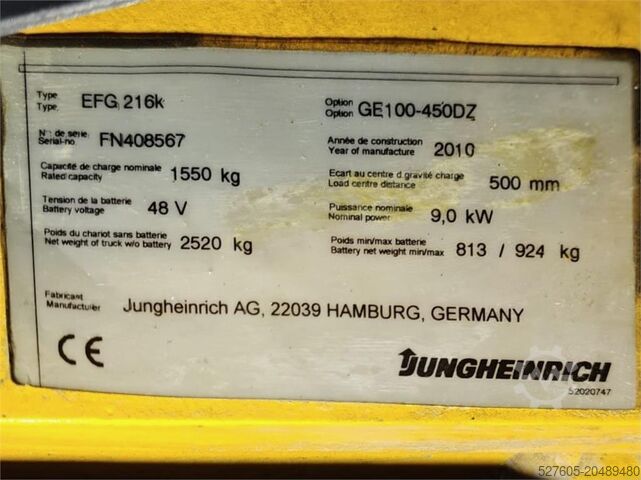 Type
Type EFG 216k
Option
Option GE100-450DZ
N° de série
Serial-no FN408567
Année de construction
Year of manufacture 2010
Capacité de charge nominale
Rated capacity 1550 kg
Ecart au centre d.gravité charge
Load centre distance 500 mm
Tension de la batterie
Battery voltage 48 V
Puissance nominale
Nominal power 9,0 kW
Poids du chariot sans batterie
Net weight of truck w/o battery 2520 kg
Poids min/max batterie
Battery net weight min/max 813 / 924 kg
Fabricant
Manufacturer Jungheinrich AG, 22039 HAMBURG, GERMANY
CE
JUNGHEINRICH
52020747
527605-20489480